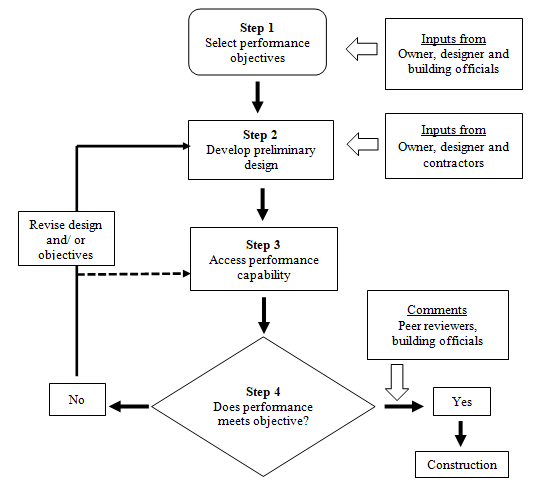 Step 1
Select performance
objectives
Inputs from
Owner, designer and
building officials
Step 2
Develop preliminary
design
Inputs from
Owner, designer and
contractors
Revise design
and/ or
objectives
Step 3
Access performance
capability
Comments
Peer reviewers,
building officials
No
Step 4
Does performance
meets objective?
Yes
Construction